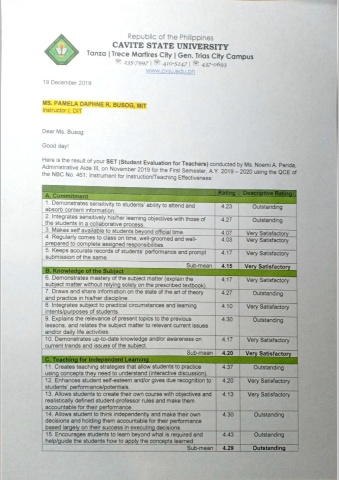 Republic of the Philippines
CAVITE STATE UNIVERSITY
Tanza | Trece Martires City | Gen. Trias City Campus
☏ 235-7997 | ☏ 410-5247 | ☏ 437-0693
www.cvsu.edu.ph
19 December 2019
MS. PAMELA DAPHNE R. BUSOG, MIT
Instructor I, DIT
Dear Ms. Busog:
Good day!
Here is the result of your SET (Student Evaluation for Teachers) conducted by Ms. Noemi A. Perida,
Administrative Aide III, on November 2019 for the First Semester, A.Y. 2019 – 2020 using the QCE of
the NBC No. 461: Instrument for Instruction/Teaching Effectiveness:
A. Commitment Rating Descriptive Rating
1. Demonstrates sensitivity to students' ability to attend and
absorb content information. 4.23 Outstanding
2. Integrates sensitively his/her learning objectives with those of
the students in a collaborative process. 4.27 Outstanding
3. Makes self available to students beyond official time. 4.07 Very Satisfactory
4. Regularly comes to class on time, well-groomed and well-
prepared to complete assigned responsibilities. 4.03 Very Satisfactory
5. Keeps accurate records of students' performance and prompt
submission of the same. 4.17 Very Satisfactory
Sub-mean 4.15 Very Satisfactory
B. Knowledge of the Subject
6. Demonstrates mastery of the subject matter (explain the
subject matter without relying solely on the prescribed textbook). 4.17 Very Satisfactory
7. Draws and share information on the state of the art of theory
and practice in his/her discipline 4.27 Outstanding
8. Integrates subject to practical circumstances and learning
intents/purposes of students. 4.10 Very Satisfactory
9. Explains the relevance of present topics to the previous
lessons, and relates the subject matter to relevant current issues
and/or daily life activities. 4.30 Outstanding
10. Demonstrates up-to-date knowledge and/or awareness on
current trends and issues of the subject. 4.17 Very Satisfactory
Sub-mean 4.20 Very Satisfactory
C. Teaching for Independent Learning
11. Creates teaching strategies that allow students to practice
using concepts they need to understand (interactive discussion). 4.37 Outstanding
12. Enhances student self-esteem and/or gives due recognition to
students' performance/potentials. 4.20 Very Satisfactory
13. Allows students to create their own course with objectives and
realistically defined student-professor rules and make them
accountable for their performance. 4.13 Very Satisfactory
14. Allows student to think independently and make their own
decisions and holding them accountable for their performance
based largely on their success in executing decisions. 4.30 Outstanding
15. Encourages students to learn beyond what is required and
help/guide the students how to apply the concepts learned 4.43 Outstanding
Sub-mean 4.29 Outstanding